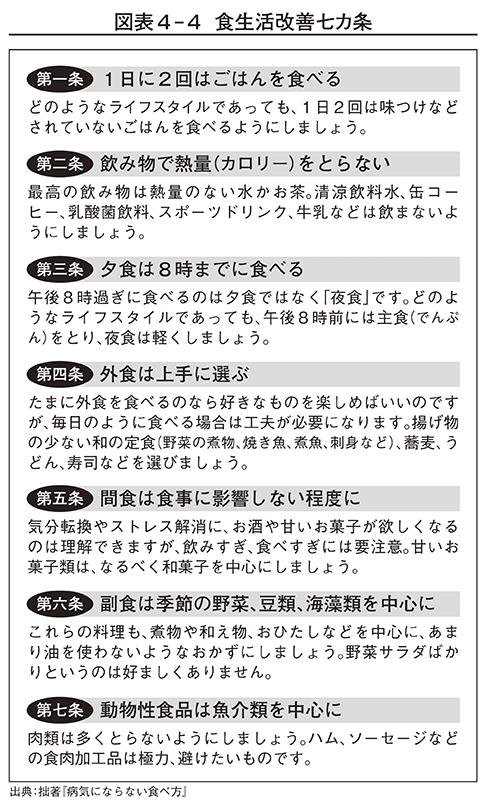 図表4-4 食生活改善七カ条
第一条 1日に2回はごはんを食べる
どのようなライフスタイルであっても、1日2回は味つけなど
されていないごはんを食べるようにしましょう。
第二条 飲み物で熱量(カロリー)をとらない
最高の飲み物は熱量のない水かお茶。清涼飲料水、缶コー
ヒー、乳酸菌飲料、スポーツドリンク、牛乳などは飲まないよ
うにしましょう。
第三条 夕食は8時までに食べる
午後8時過ぎに食べるのは夕食ではなく「夜食」です。どのよ
うなライフスタイルであっても、午後8時前には主食(でんぷ
ん)をとり、夜食は軽くしましょう。
第四条 外食は上手に選ぶ
たまに外食を食べるのなら好きなものを楽しめばいいのです
が、毎日のように食べる場合は工夫が必要になります。揚げ物
の少ない和の定食(野菜の煮物、焼き魚、煮魚、刺身など)、蕎麦、う
どん、寿司などを選びましょう。
第五条 間食は食事に影響しない程度に
気分転換やストレス解消に、お酒や甘いお菓子が欲しくなる
のは理解できますが、飲みすぎ、食べすぎには要注意。甘いお
菓子類は、なるべく和菓子を中心にしましょう。
第六条 副食は季節の野菜、豆類、海藻類を中心に
これらの料理も、煮物や和え物、おひたしなどを中心に、あま
り油を使わないようなおかずにしましょう。野菜サラダばか
りというのは好ましくありません。
第七条 動物性食品は魚介類を中心に
肉類は多くとらないようにしましょう。ハム、ソーセージなど
の食肉加工品は極力、避けたいものです。
出典:拙著『病気にならない食べ方』